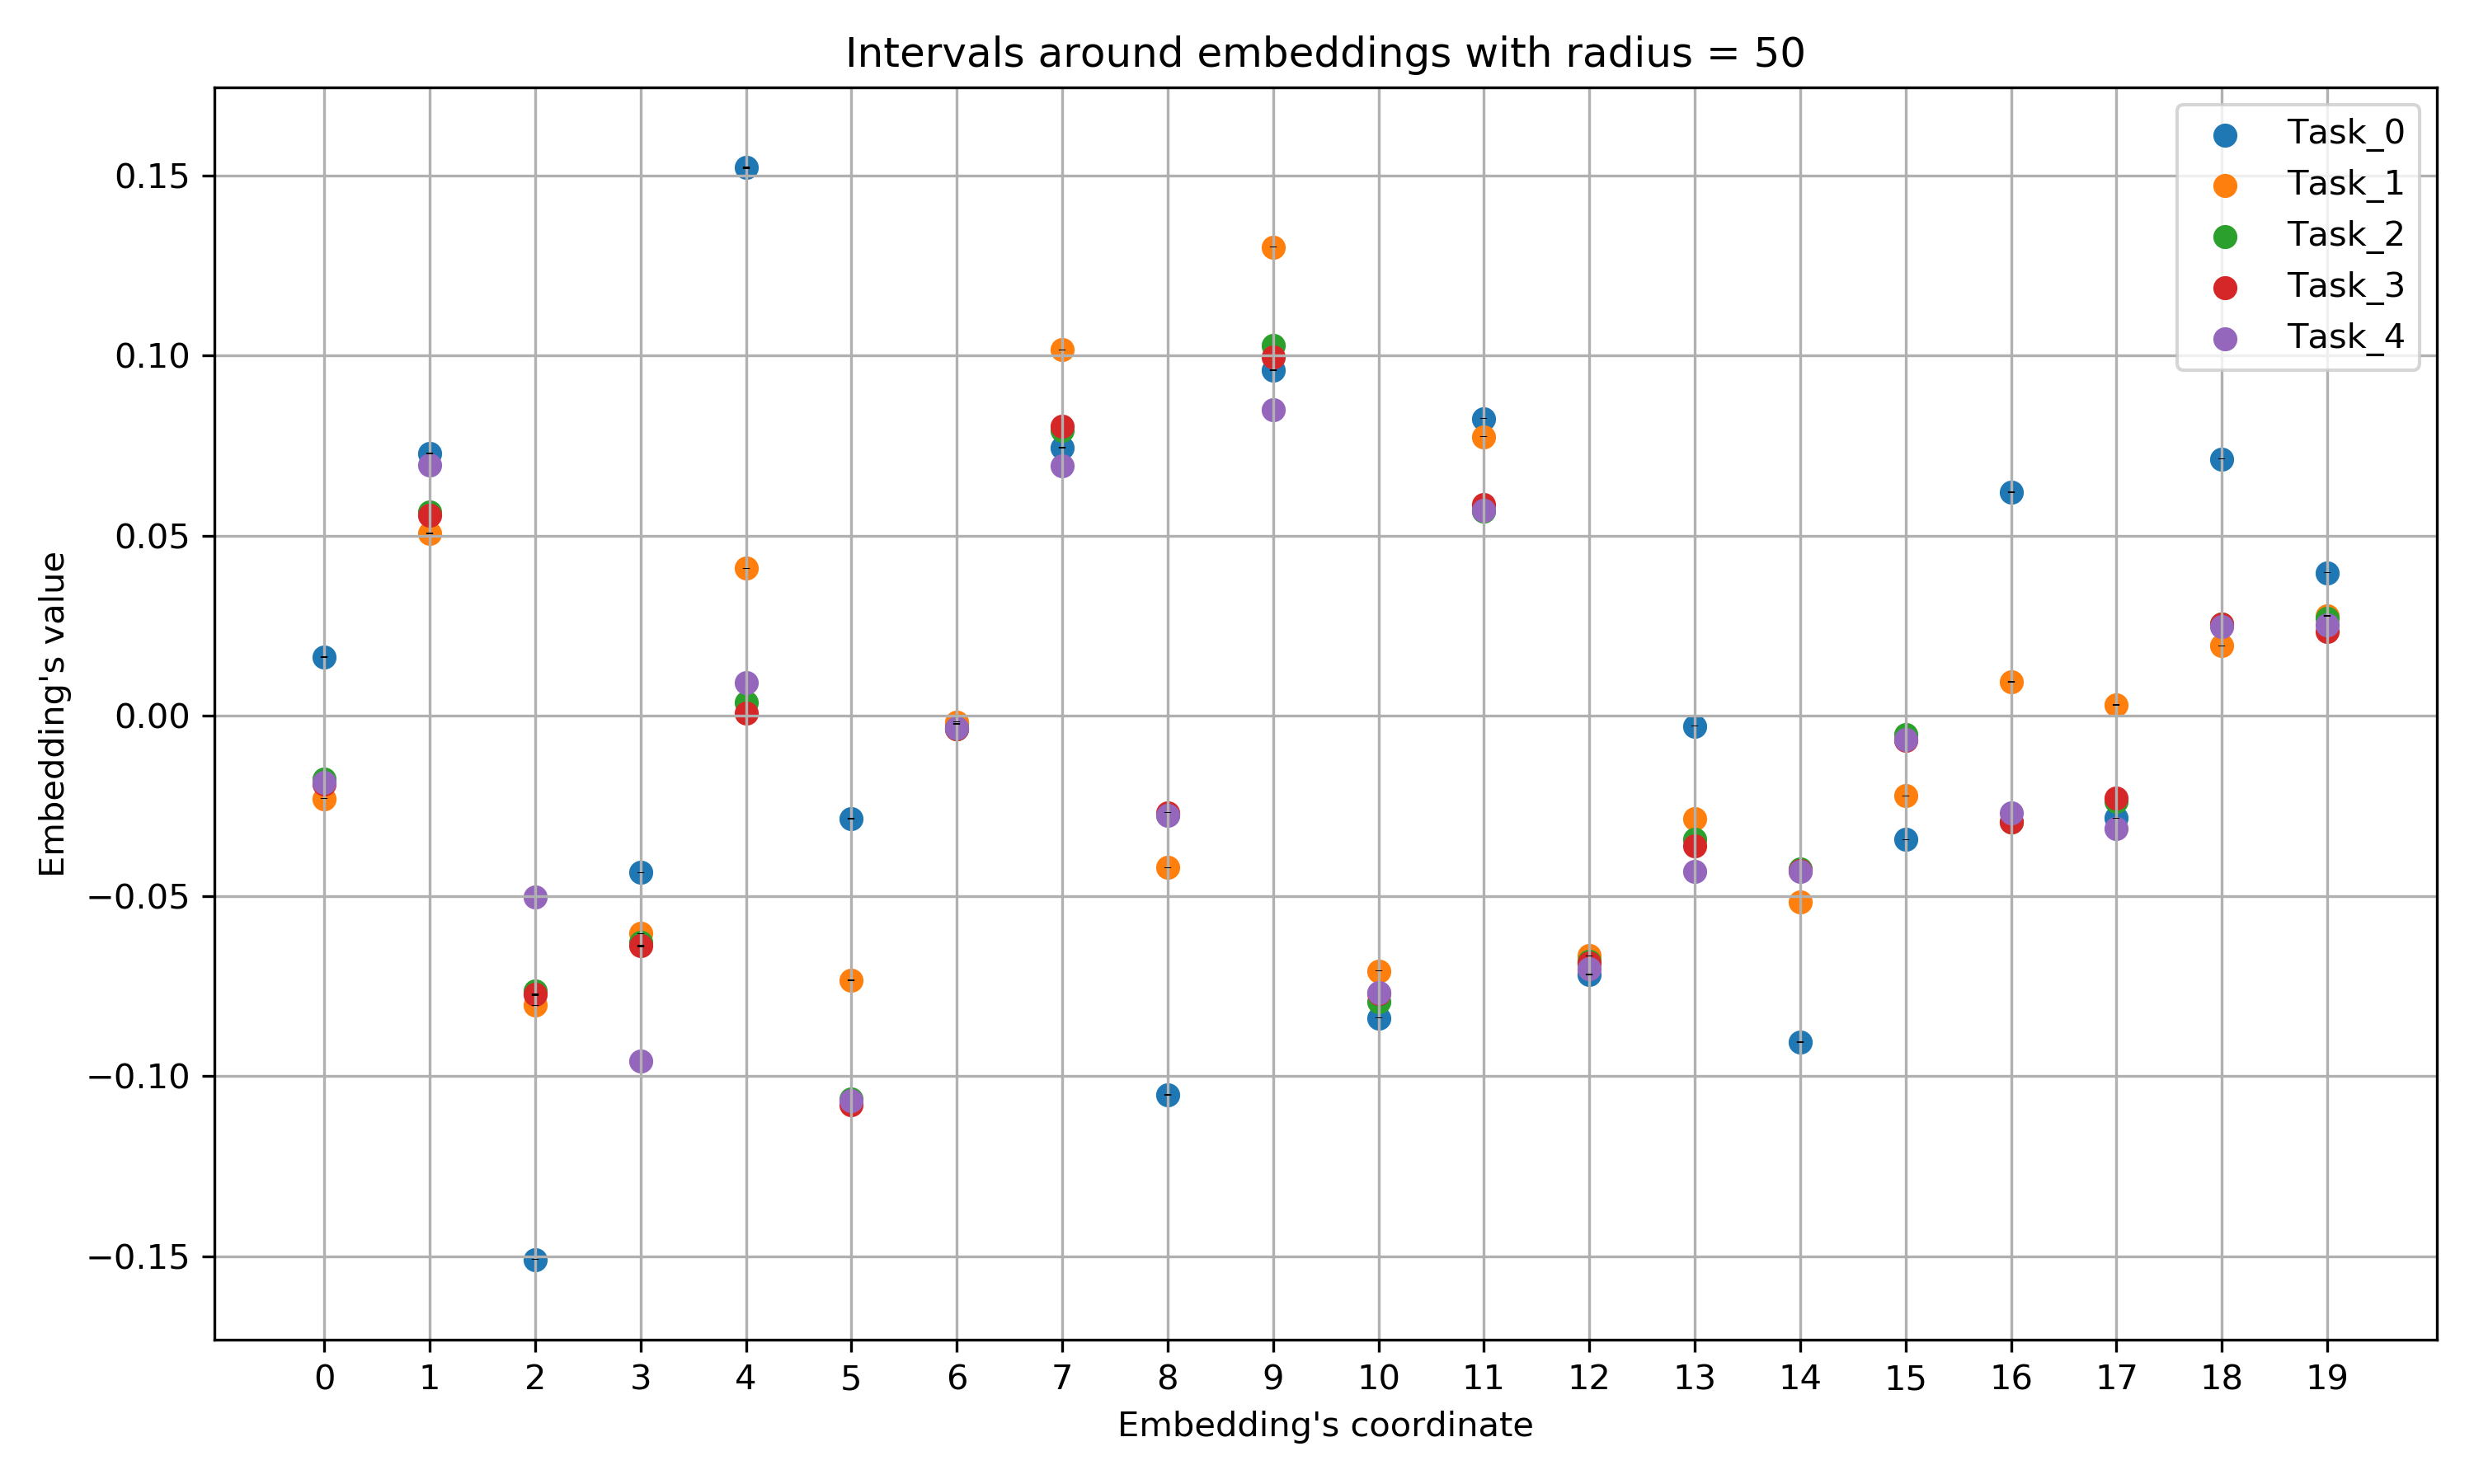 Intervals around embeddings with radius = 50
Task_0
Task_1
Task_2
Task_3
Task_4
0.15
0.10
0.05
0.00
−0.05
−0.10
−0.15
Embedding's value
0 1 2 3 4 5 6 7 8 9 10 11 12 13 14 15 16 17 18 19
Embedding's coordinate